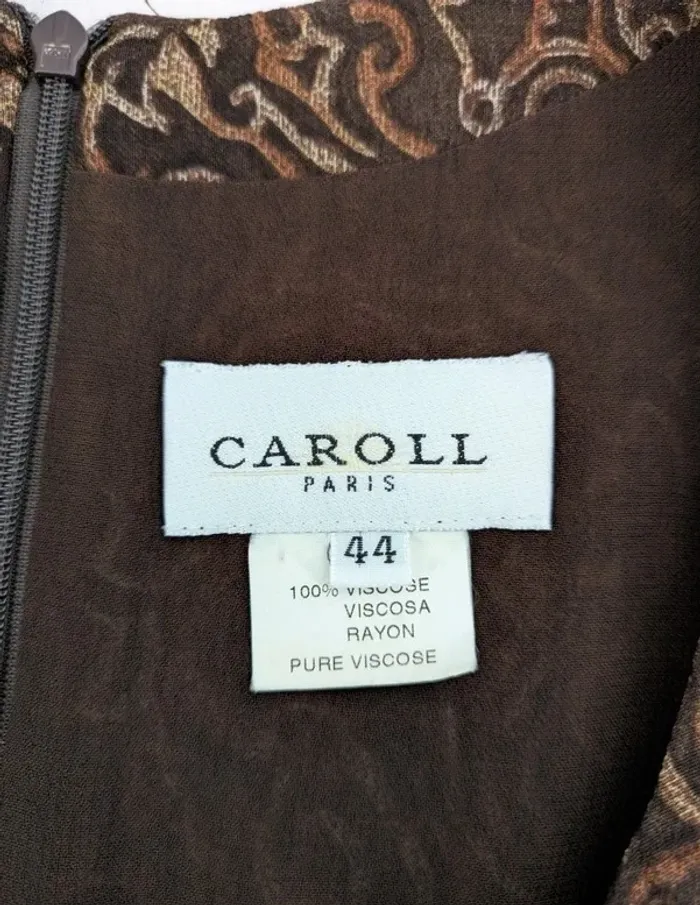 CAROLL
PARIS
44
100% VISCOSE
VISCOSA
RAYON
PURE VISCOSE